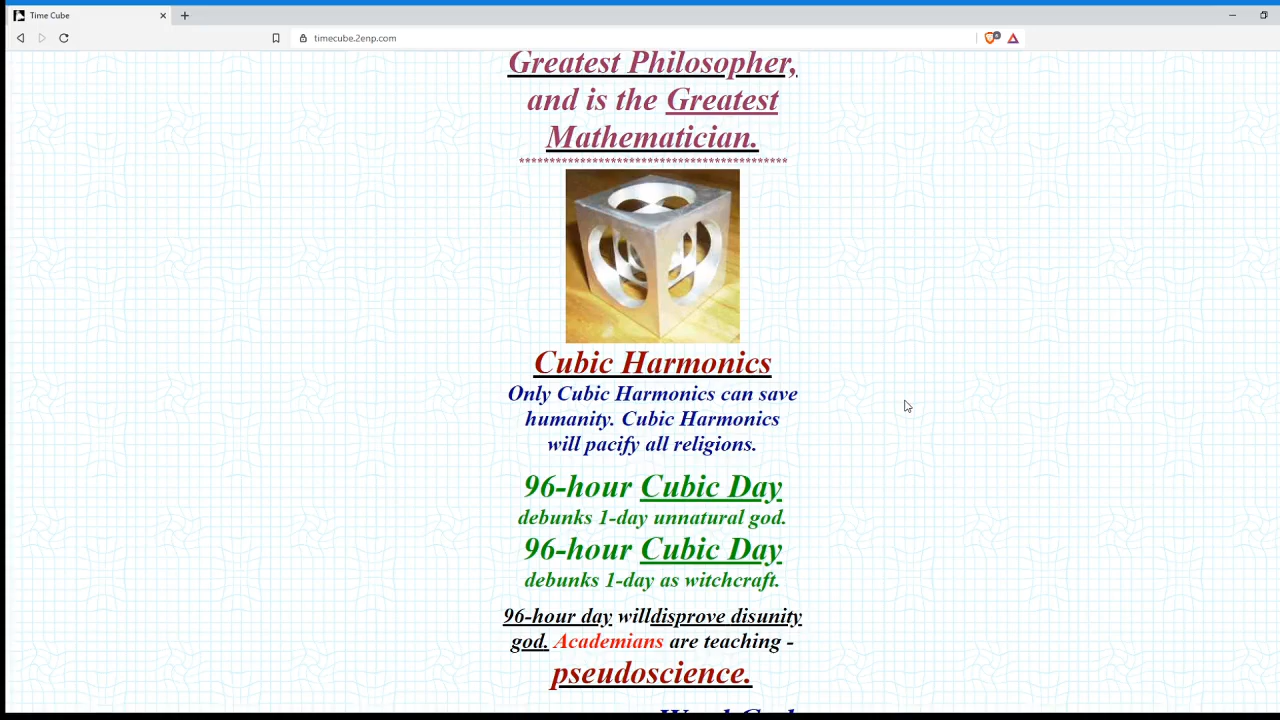 Time Cube
timecube.2enp.com
Greatest Philosopher,
and is the Greatest
Mathematician.
********************************************
Cubic Harmonics
Only Cubic Harmonics can save
humanity. Cubic Harmonics
will pacify all religions.
96-hour Cubic Day
debunks 1-day unnatural god.
96-hour Cubic Day
debunks 1-day as witchcraft.
96-hour day willdisprove disunity
god. Academians are teaching -
pseudoscience.